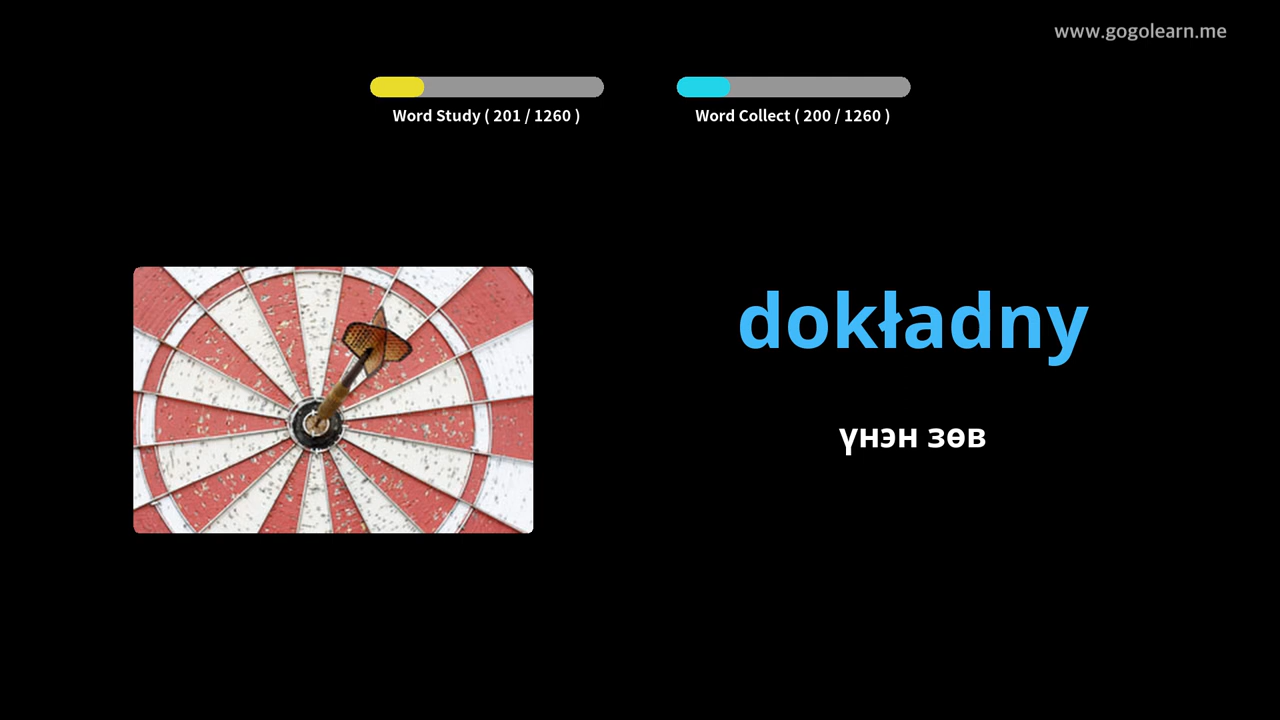 www.gogolearn.me
Word Study ( 201 / 1260 )
Word Collect ( 200 / 1260 )
dokładny
үнэн зөв